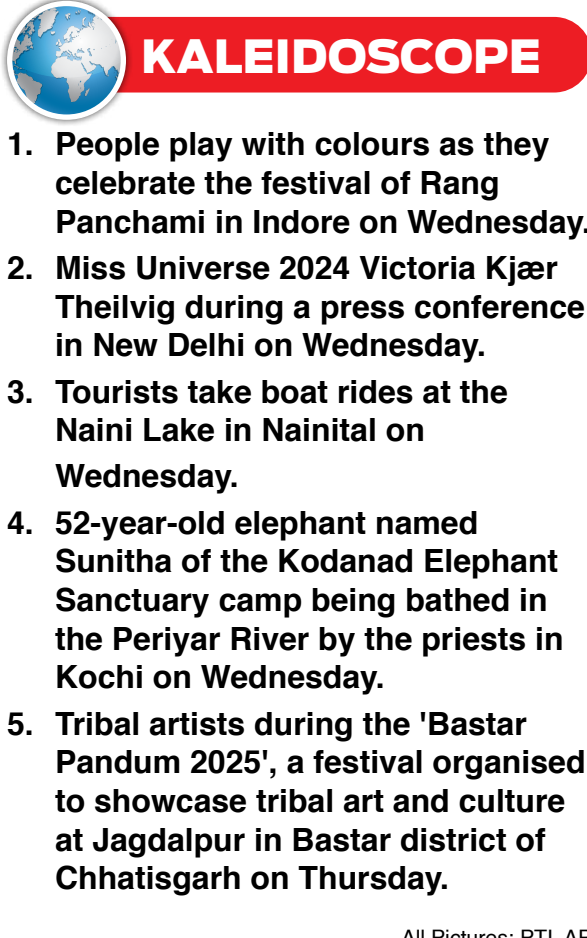 KALEIDOSCOPE
1. People play with colours as they
celebrate the festival of Rang
Panchami in Indore on Wednesday.
2. Miss Universe 2024 Victoria Kjær
Theilvig during a press conference
in New Delhi on Wednesday.
3. Tourists take boat rides at the
Naini Lake in Nainital on
Wednesday.
4. 52-year-old elephant named
Sunitha of the Kodanad Elephant
Sanctuary camp being bathed in
the Periyar River by the priests in
Kochi on Wednesday.
5. Tribal artists during the 'Bastar
Pandum 2025', a festival organised
to showcase tribal art and culture
at Jagdalpur in Bastar district of
Chhatisgarh on Thursday.
All Pictures: PTI,